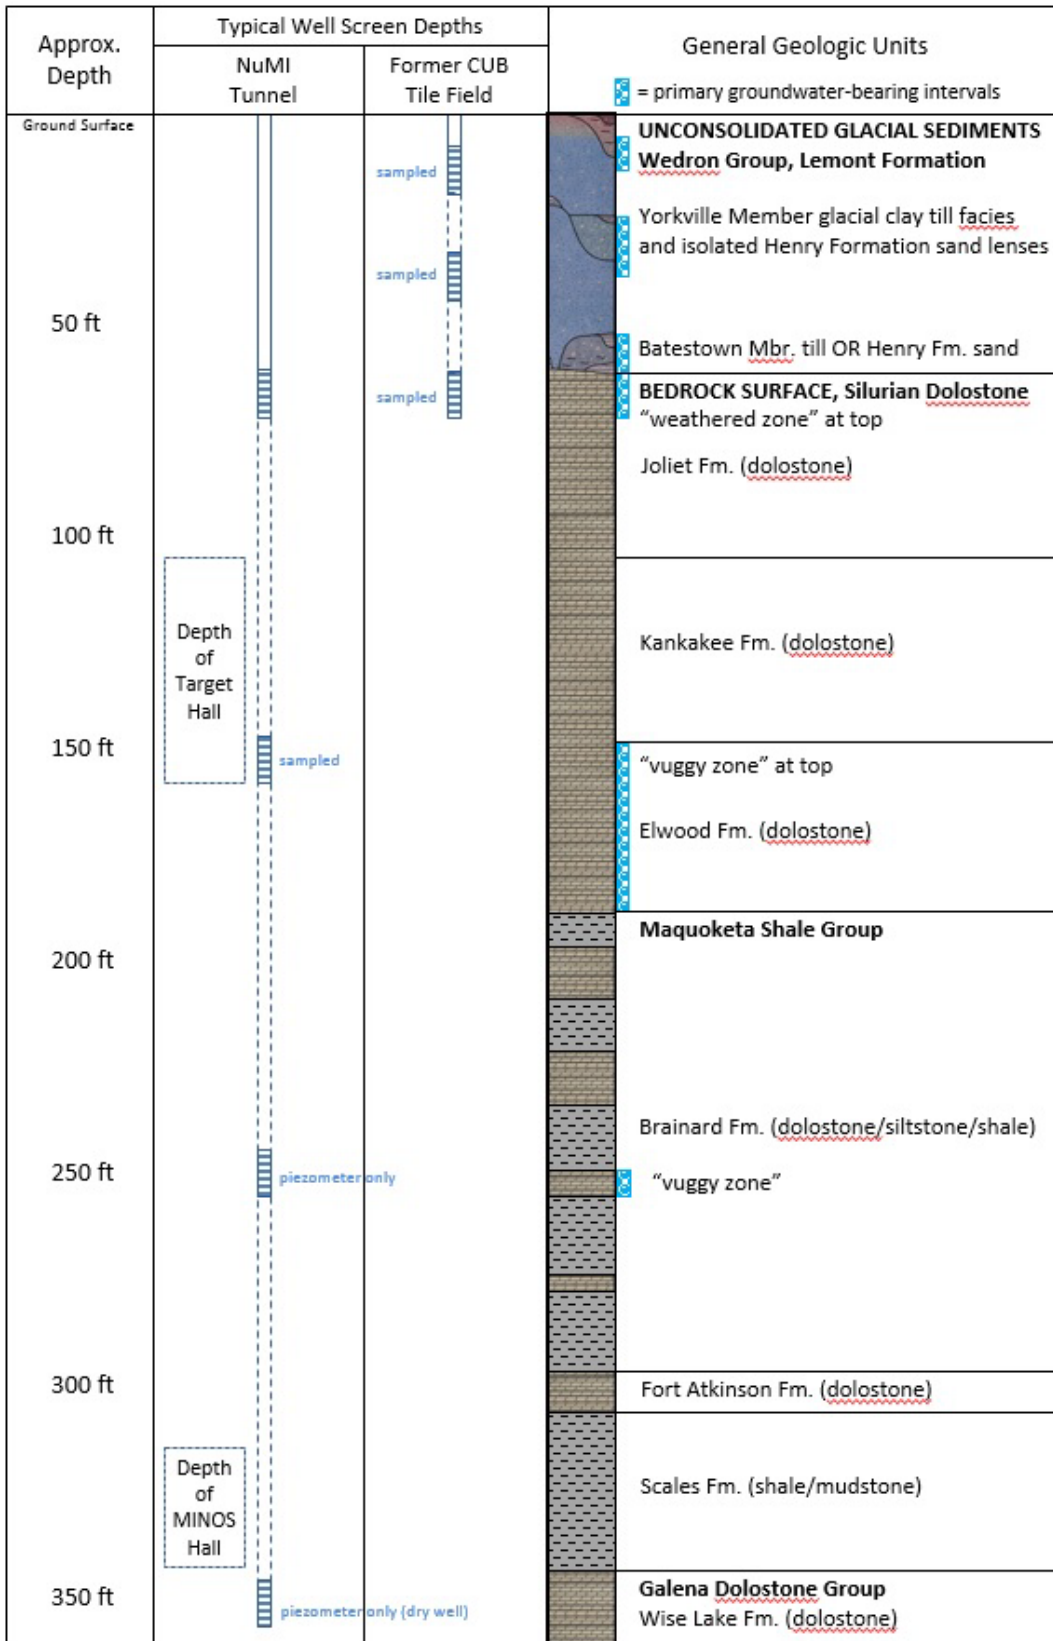 Approx.
Depth
Typical Well Screen Depths
NuMI
Tunnel
Former CUB
Tile Field
General Geologic Units
= primary groundwater-bearing intervals
Ground Surface
UNCONSOLIDATED GLACIAL SEDIMENTS
Wedron Group, Lemont Formation
sampled
Yorkville Member glacial clay till facies
and isolated Henry Formation sand lenses
sampled
50 ft
Batestown Mbr. till OR Henry Fm. sand
BEDROCK SURFACE, Silurian Dolostone
sampled
"weathered zone" at top
Joliet Fm. (dolostone)
100 ft
Depth
of
Target
Hall
Kankakee Fm. (dolostone)
150 ft
sampled
"vuggy zone" at top
Elwood Fm. (dolostone)
Maquoketa Shale Group
200 ft
Brainard Fm. (dolostone/siltstone/shale)
250 ft
piezometer only
"vuggy zone"
300 ft
Fort Atkinson Fm. (dolostone)
Depth
of
MINOS
Hall
Scales Fm. (shale/mudstone)
350 ft
piezometer only (dry well)
Galena Dolostone Group
Wise Lake Fm. (dolostone)